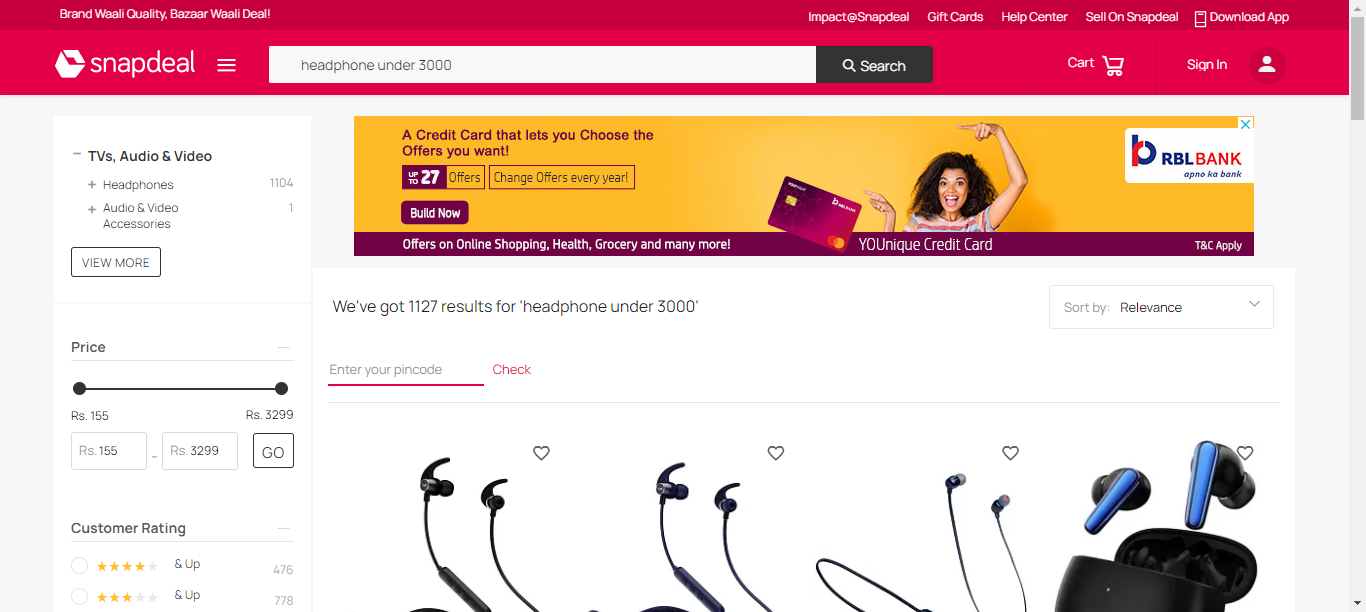 Brand Waali Quality, Bazaar Waali Deal!
Impact@Snapdeal Gift Cards Help Center Sell On Snapdeal Download App
snapdeal
headphone under 3000
Search
Cart
Sign In
TVs, Audio & Video
Headphones 1104
Audio & Video 1
Accessories
VIEW MORE
A Credit Card that lets you Choose the
Offers you want!
UP TO 27 Offers Change Offers every year!
Build Now
RBLBANK
apno ka bank
Offers on Online Shopping, Health, Grocery and many more!
YOUnique Credit Card
T&C Apply
We've got 1127 results for 'headphone under 3000'
Sort by: Relevance
Enter your pincode Check
Price
Rs. 155 Rs. 3299
Rs. 155 - Rs. 3299 GO
Customer Rating
& Up 476
& Up 778